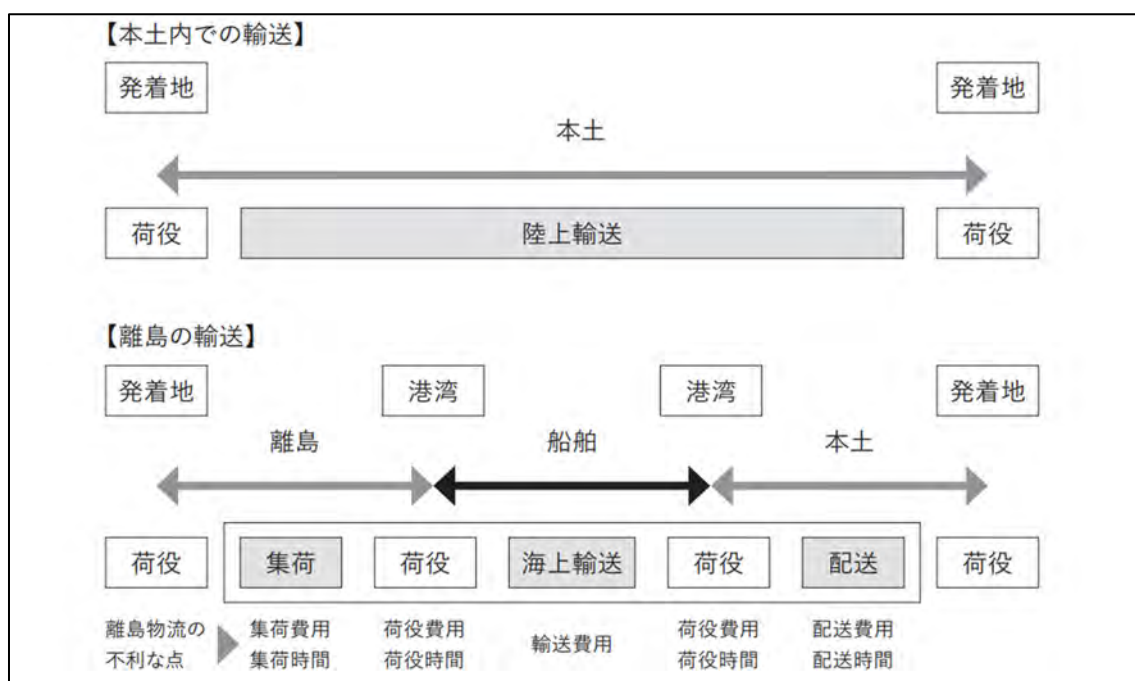 【本土内での輸送】
発着地 発着地
本土
荷役 陸上輸送 荷役
【離島の輸送】
発着地 港湾 港湾 発着地
離島 船舶 本土
荷役 集荷 荷役 海上輸送 荷役 配送 荷役
離島物流の 集荷費用 荷役費用 輸送費用 荷役費用 配送費用
不利な点 集荷時間 荷役時間 荷役時間 配送時間